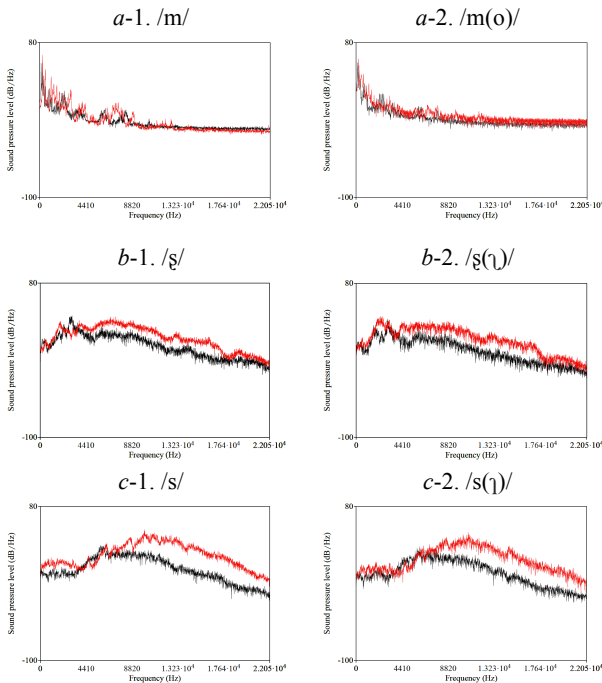 a-1. /m/
80
-100
0 4410 8820 1.323·10⁴ 1.764·10⁴ 2.205·10⁴
Frequency (Hz)
Sound pressure level (dB /Hz)
a-2. /m(o)/
80
-100
0 4410 8820 1.323·10⁴ 1.764·10⁴ 2.205·10⁴
Frequency (Hz)
Sound pressure level (dB /Hz)
b-1. /ʂ/
80
-100
0 4410 8820 1.323·10⁴ 1.764·10⁴ 2.205·10⁴
Frequency (Hz)
Sound pressure level (dB /Hz)
b-2. /ʂ(ʅ)/
80
-100
0 4410 8820 1.323·10⁴ 1.764·10⁴ 2.205·10⁴
Frequency (Hz)
Sound pressure level (dB /Hz)
c-1. /s/
80
-100
0 4410 8820 1.323·10⁴ 1.764·10⁴ 2.205·10⁴
Frequency (Hz)
Sound pressure level (dB /Hz)
c-2. /s(ɿ)/
80
-100
0 4410 8820 1.323·10⁴ 1.764·10⁴ 2.205·10⁴
Frequency (Hz)
Sound pressure level (dB /Hz)